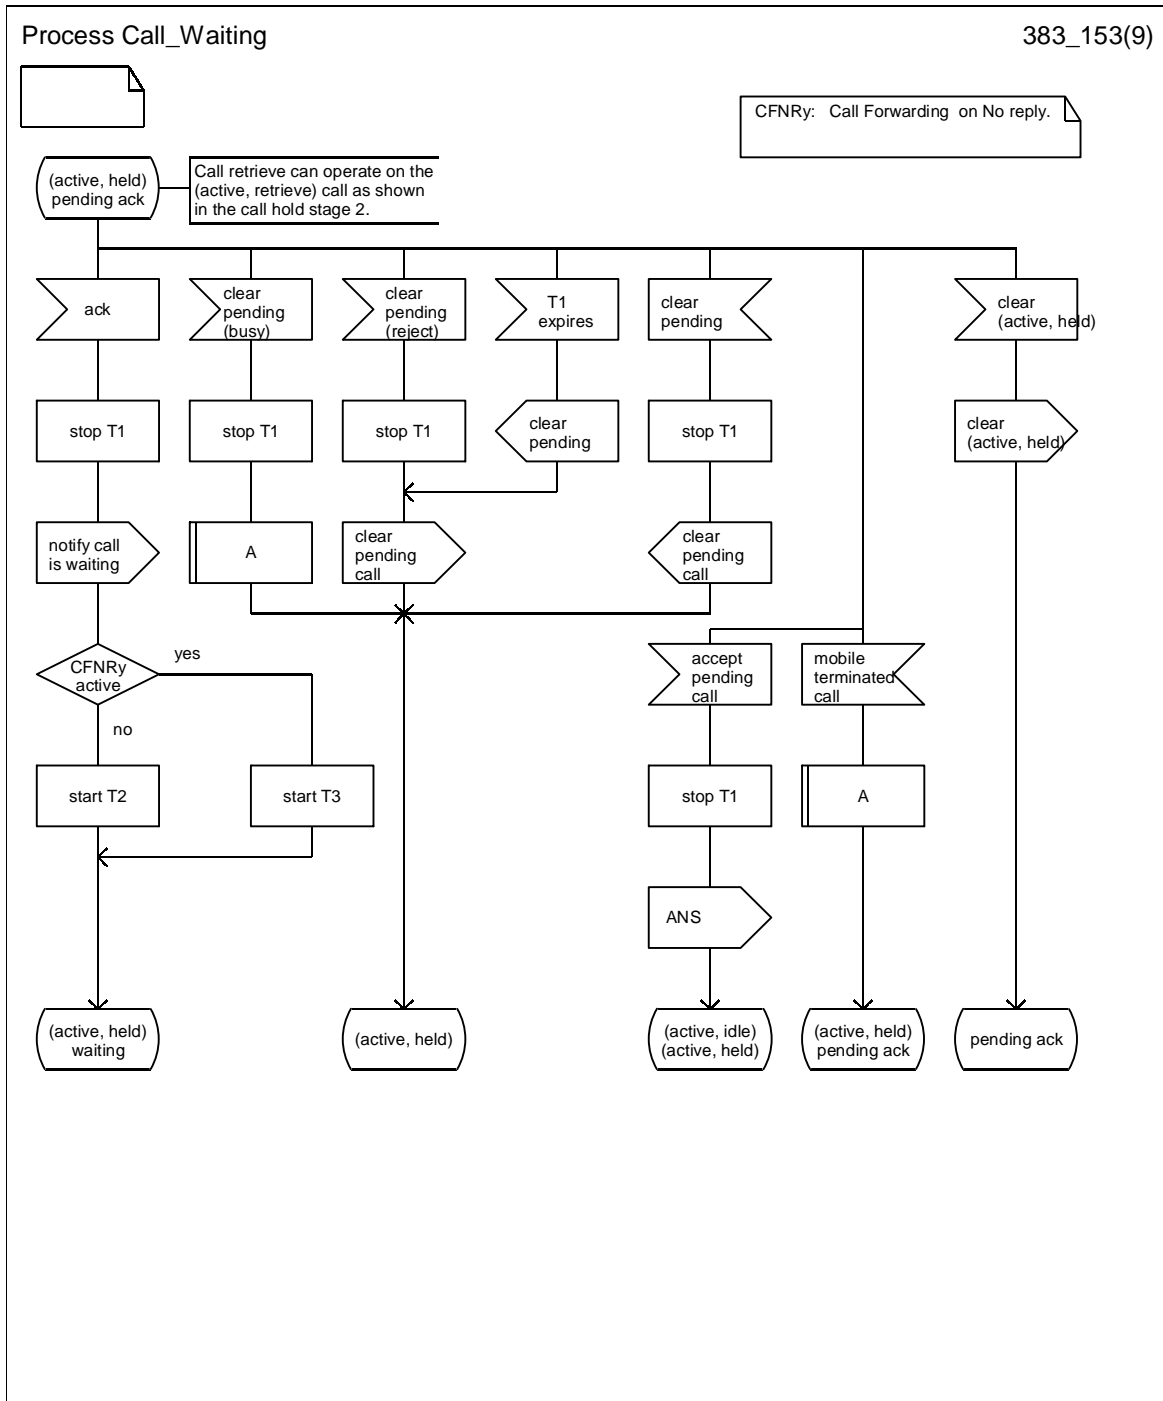 Process Call_Waiting
383_153(9)
CFNRy: Call Forwarding on No reply.
(active, held)
pending ack
Call retrieve can operate on the
(active, retrieve) call as shown
in the call hold stage 2.
ack
clear
pending
(busy)
clear
pending
(reject)
T1
expires
clear
pending
clear
(active, held)
stop T1
stop T1
stop T1
clear
pending
stop T1
clear
(active, held)
notify call
is waiting
A
clear
pending
call
clear
pending
call
CFNRy
active
yes
no
accept
pending
call
mobile
terminated
call
start T2
start T3
stop T1
A
ANS
(active, held)
waiting
(active, held)
(active, idle)
(active, held)
(active, held)
pending ack
pending ack